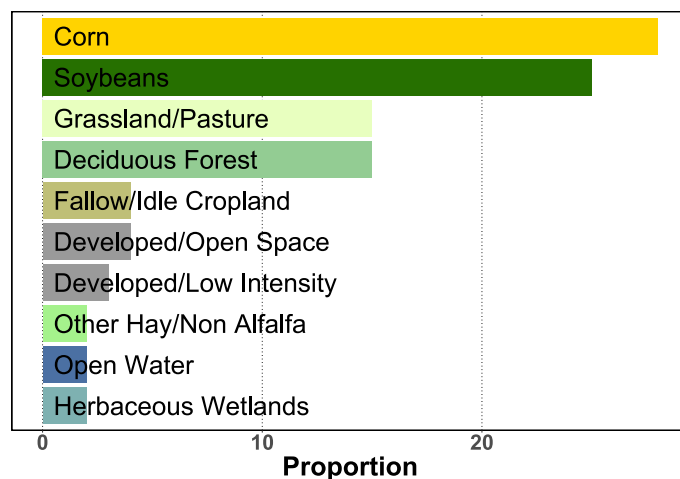 Corn
Soybeans
Grassland/Pasture
Deciduous Forest
Fallow/Idle Cropland
Developed/Open Space
Developed/Low Intensity
Other Hay/Non Alfalfa
Open Water
Herbaceous Wetlands
0 10 20
Proportion